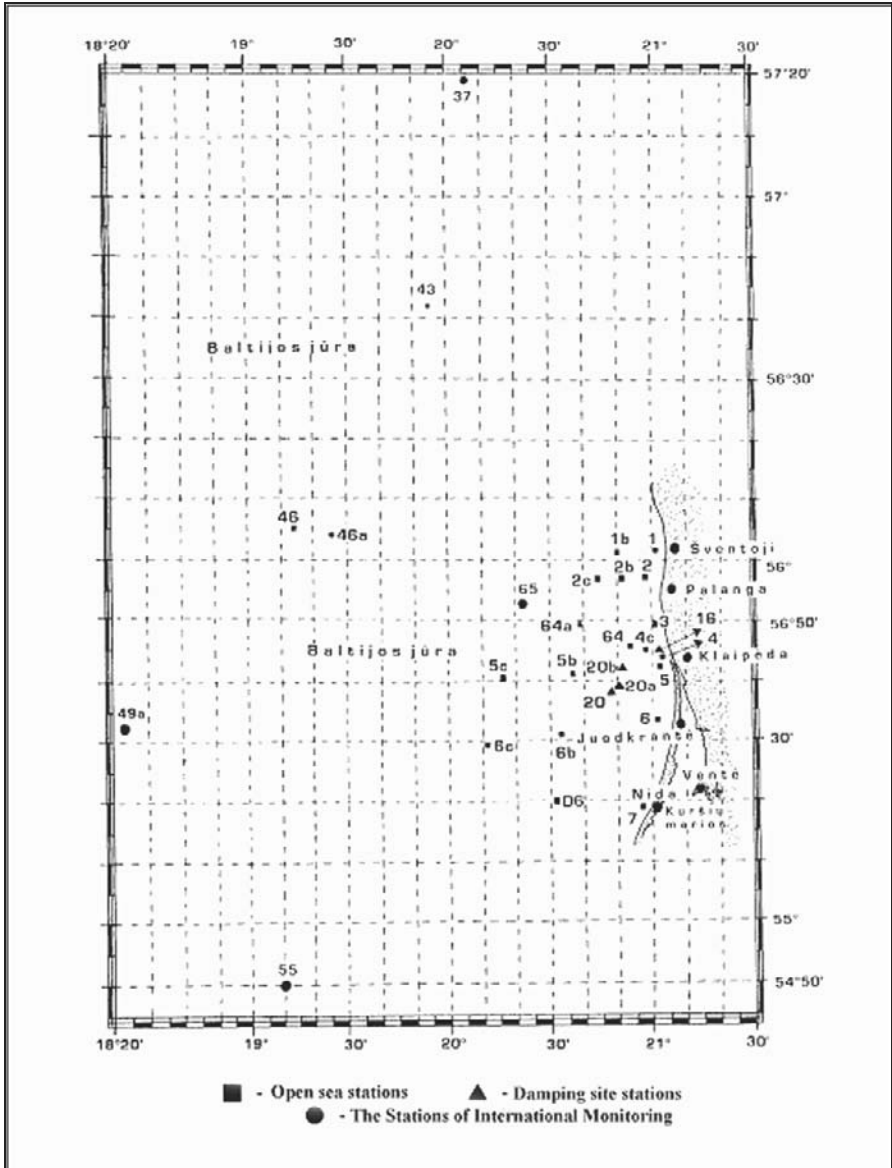 18°20' 19° 30' 20° 30' 21° 30'
57°20'
37
57°
43
Baltijos jūra
56°30'
46
46a
1b 1
Šventoji
2c 2b 2
56°
Palanga
65
64a 3 16
56°50'
64 4c 4
Baltijos jūra
Klaipėda
5c 5b 20b 5
20a
20
49a
6
Juodkrantė
30'
6c 6b
Ventė
D6
Nida
7
Kuršių
marios
55°
55
54°50'
18°20' 19° 30' 20° 30' 21° 30'
- Open sea stations - Damping site stations
- The Stations of International Monitoring